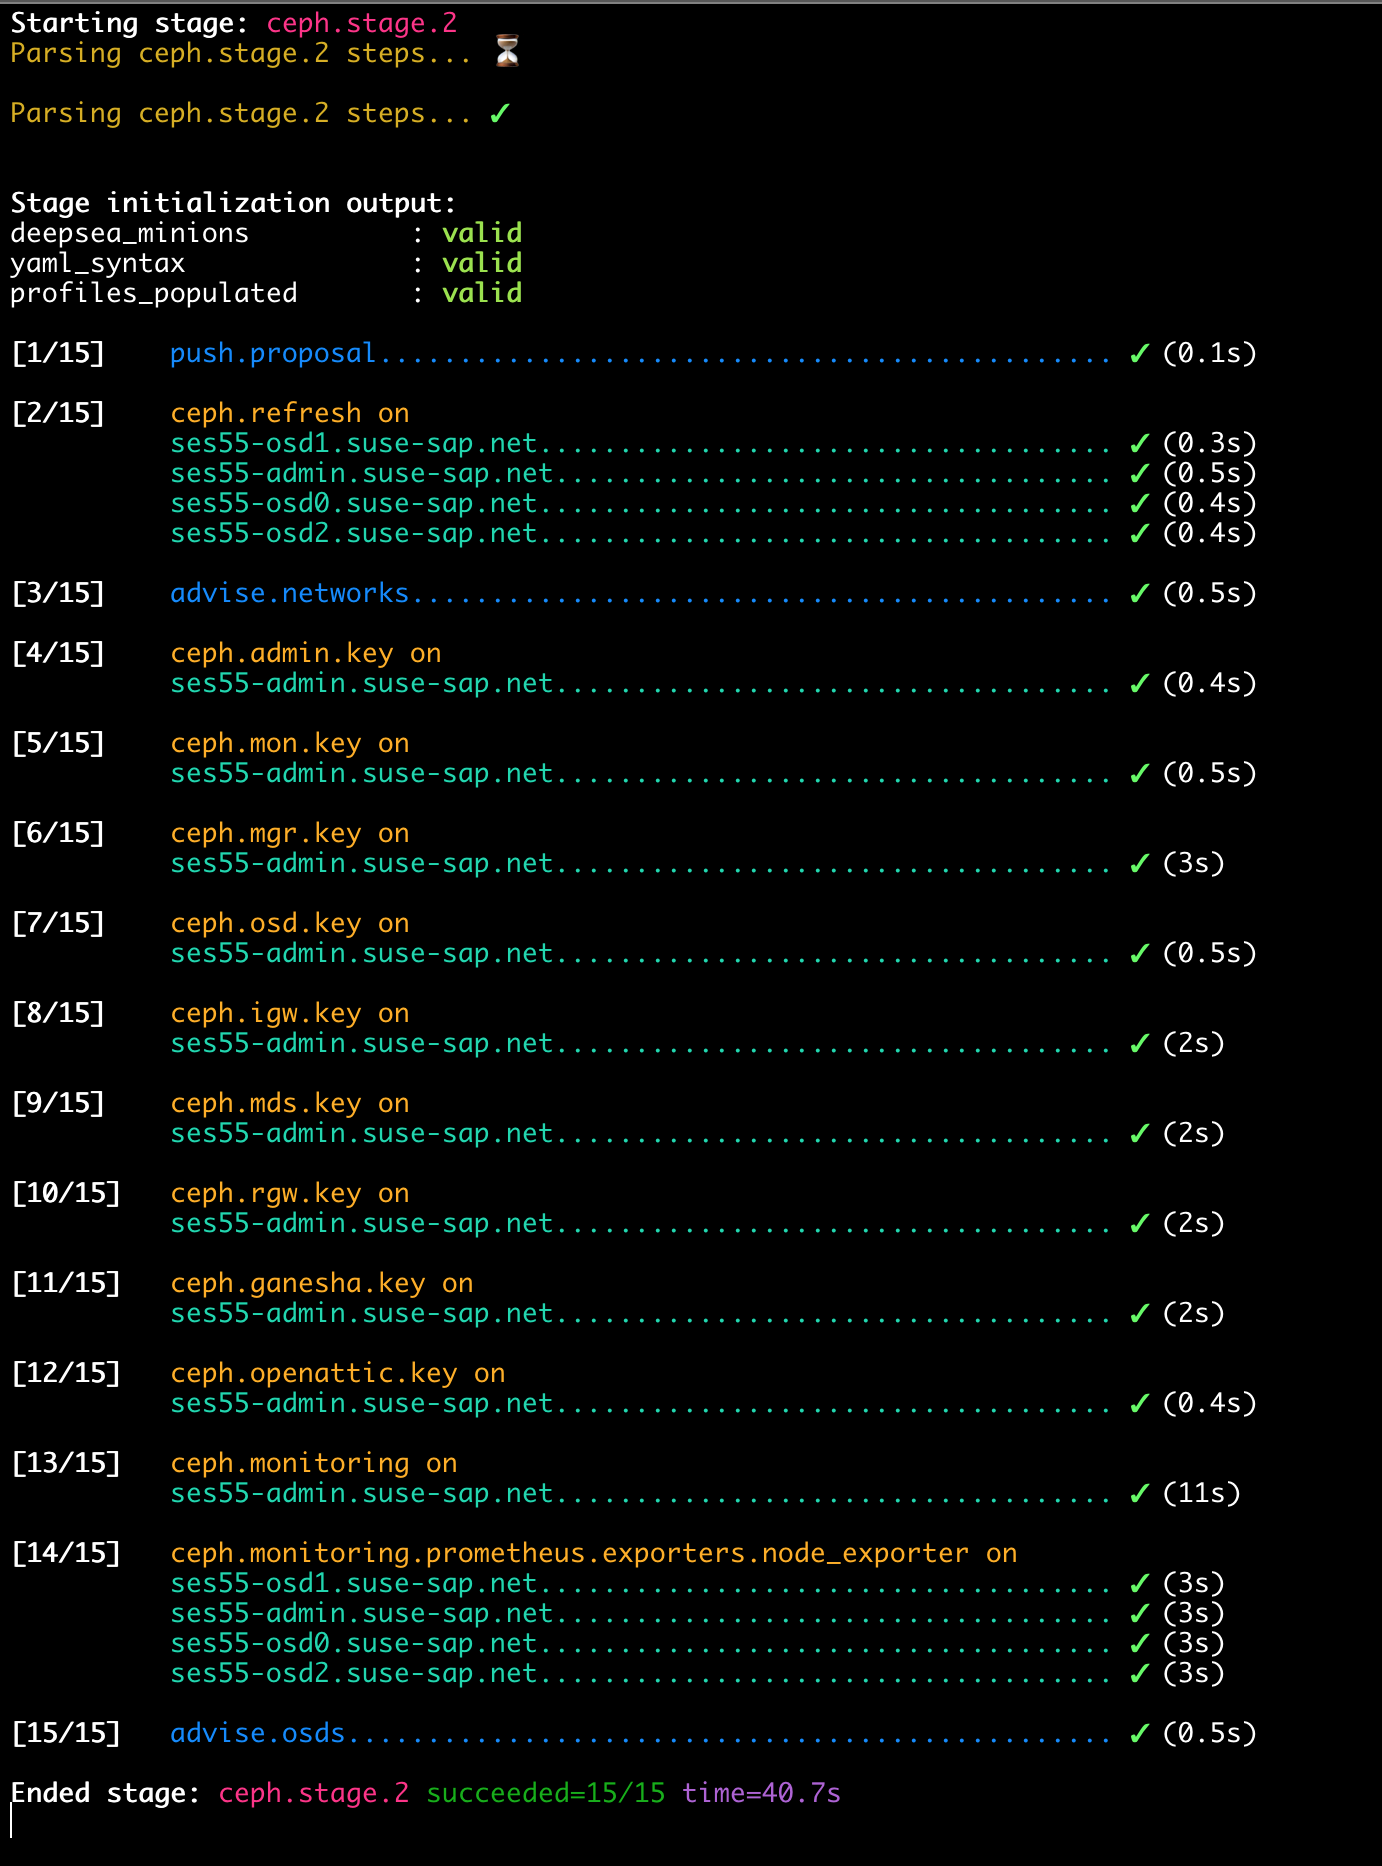 Starting stage: ceph.stage.2
Parsing ceph.stage.2 steps... ⏳
Parsing ceph.stage.2 steps... ✓
Stage initialization output:
deepsea_minions : valid
yaml_syntax : valid
profiles_populated : valid
[1/15] push.proposal.............................................. ✓ (0.1s)
[2/15] ceph.refresh on
ses55-osd1.suse-sap.net.................................... ✓ (0.3s)
ses55-admin.suse-sap.net................................... ✓ (0.5s)
ses55-osd0.suse-sap.net.................................... ✓ (0.4s)
ses55-osd2.suse-sap.net.................................... ✓ (0.4s)
[3/15] advise.networks............................................ ✓ (0.5s)
[4/15] ceph.admin.key on
ses55-admin.suse-sap.net................................... ✓ (0.4s)
[5/15] ceph.mon.key on
ses55-admin.suse-sap.net................................... ✓ (0.5s)
[6/15] ceph.mgr.key on
ses55-admin.suse-sap.net................................... ✓ (3s)
[7/15] ceph.osd.key on
ses55-admin.suse-sap.net................................... ✓ (0.5s)
[8/15] ceph.igw.key on
ses55-admin.suse-sap.net................................... ✓ (2s)
[9/15] ceph.mds.key on
ses55-admin.suse-sap.net................................... ✓ (2s)
[10/15] ceph.rgw.key on
ses55-admin.suse-sap.net................................... ✓ (2s)
[11/15] ceph.ganesha.key on
ses55-admin.suse-sap.net................................... ✓ (2s)
[12/15] ceph.openattic.key on
ses55-admin.suse-sap.net................................... ✓ (0.4s)
[13/15] ceph.monitoring on
ses55-admin.suse-sap.net................................... ✓ (11s)
[14/15] ceph.monitoring.prometheus.exporters.node_exporter on
ses55-osd1.suse-sap.net.................................... ✓ (3s)
ses55-admin.suse-sap.net................................... ✓ (3s)
ses55-osd0.suse-sap.net.................................... ✓ (3s)
ses55-osd2.suse-sap.net.................................... ✓ (3s)
[15/15] advise.osds................................................ ✓ (0.5s)
Ended stage: ceph.stage.2 succeeded=15/15 time=40.7s